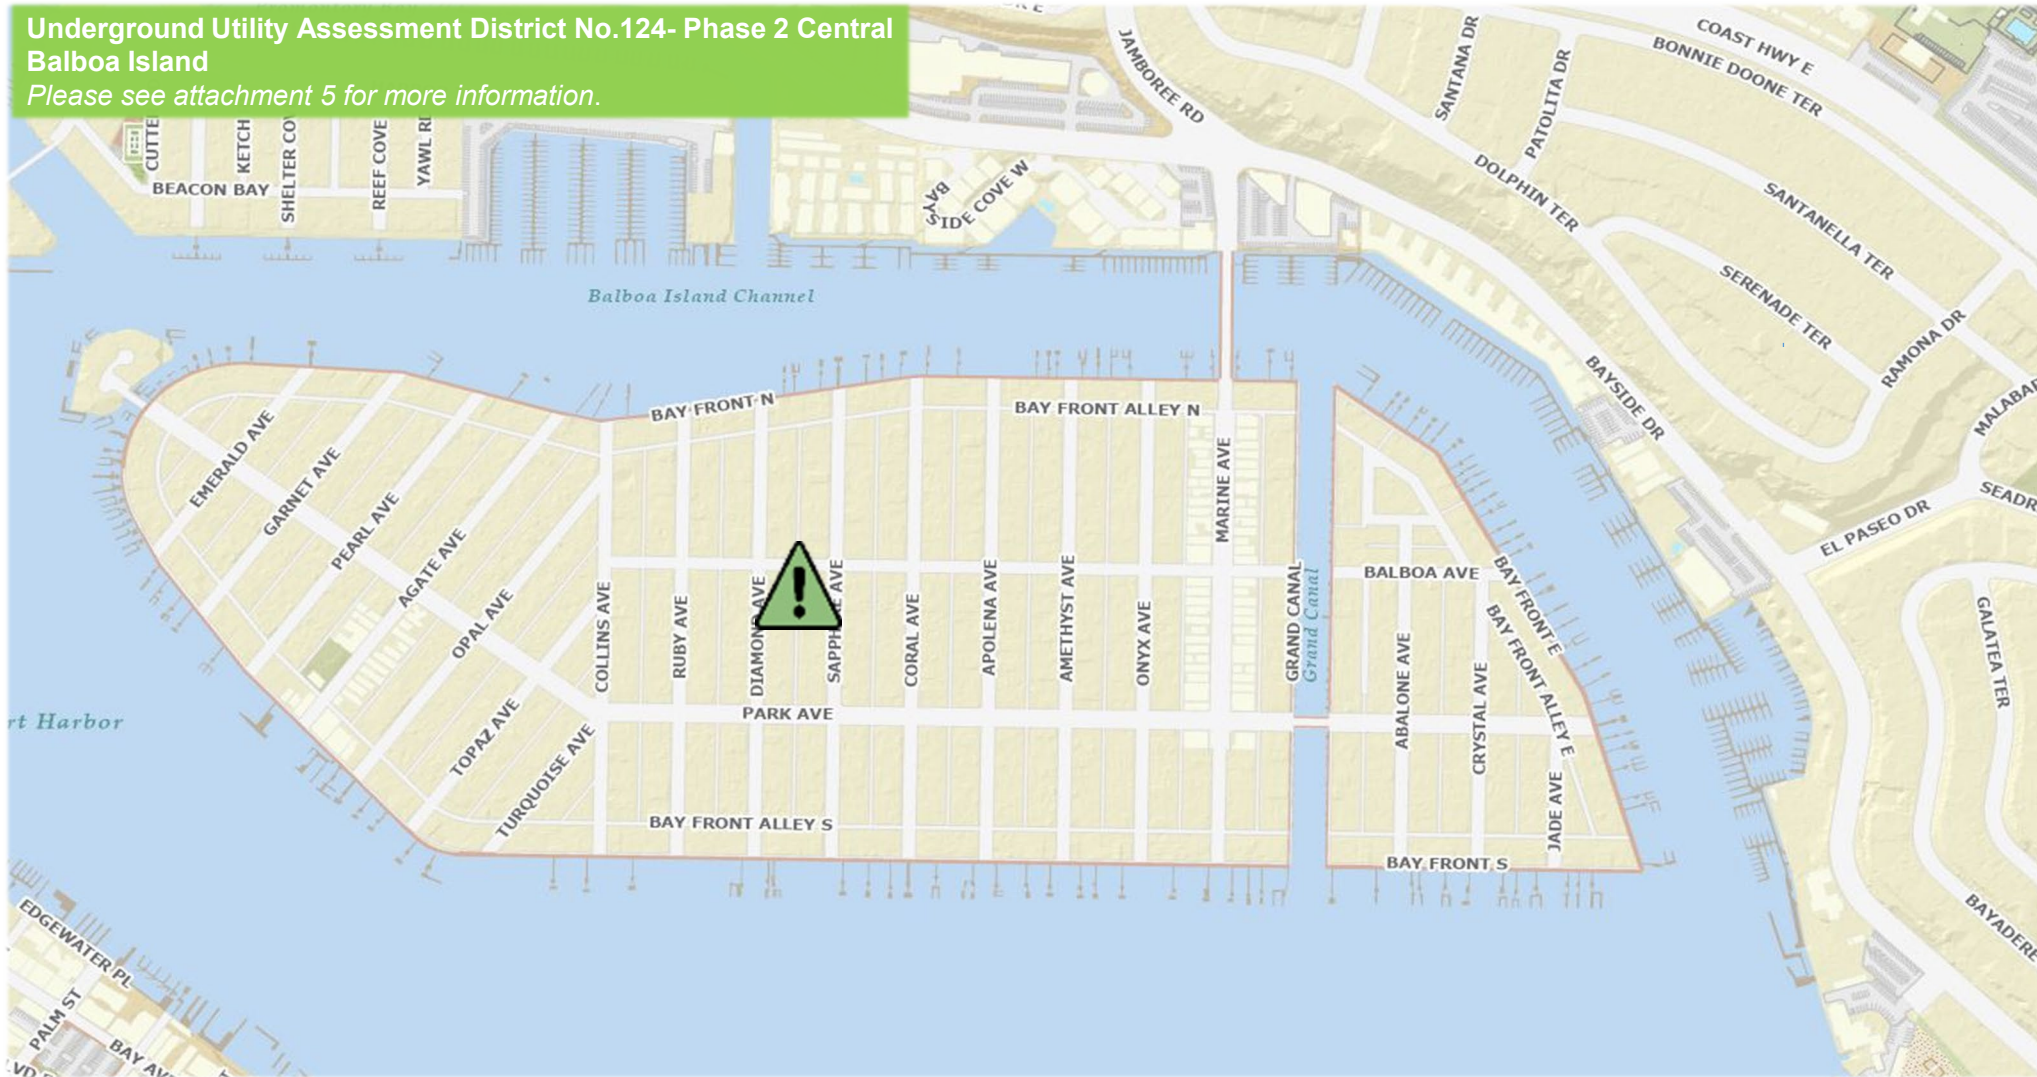 Underground Utility Assessment District No.124- Phase 2 Central
Balboa Island
Please see attachment 5 for more information.
COAST HWY E
BONNIE DOONE TER
SANTANA DR
PATOLITA DR
JAMBOREE RD
KETCH
REEF COVE
BEACON BAY
BAYSIDE COVE W
DOLPHIN TER
SANTANELLA TER
SERENADE TER
RAMONA DR
BAYSIDE DR
EL PASEO DR
GALATEA TER
Balboa Island Channel
BAY FRONT N
BAY FRONT ALLEY N
EMERALD AVE
GARNET AVE
PEARL AVE
AGATE AVE
OPAL AVE
TOPAZ AVE
TURQUOISE AVE
COLLINS AVE
RUBY AVE
DIAMOND AVE
CORAL AVE
APOLENA AVE
AMETHYST AVE
ONYX AVE
MARINE AVE
GRAND CANAL
Grand Canal
BALBOA AVE
BAY FRONT E
BAY FRONT ALLEY E
ABALONE AVE
CRYSTAL AVE
JADE AVE
PARK AVE
BAY FRONT ALLEY S
BAY FRONT S
rt Harbor
EDGEWATER PL
PALM ST